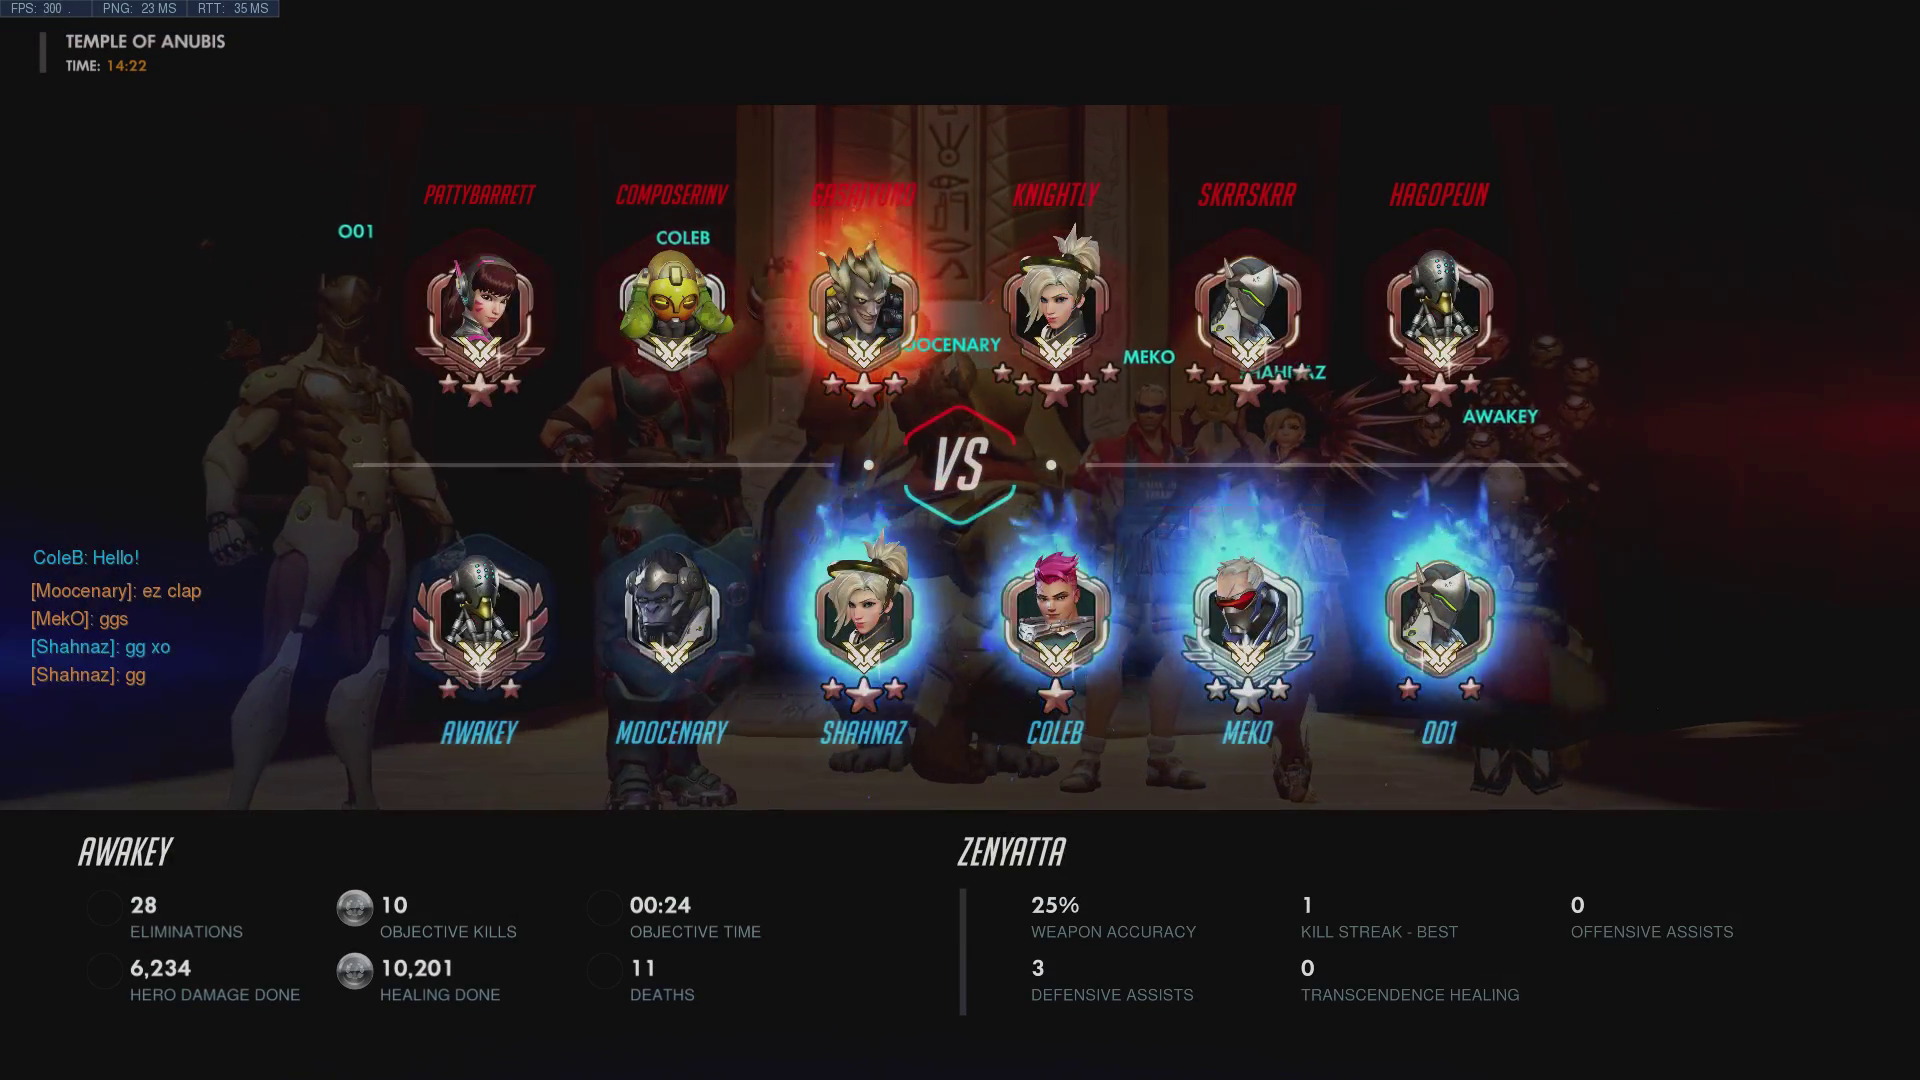 FPS: 300 . PNG: 23 MS RTT: 35 MS
TEMPLE OF ANUBIS
TIME: 14:22
PATTYBARRETT COMPOSERINV KNIGHTLY SKRRSKRR HAGOPEUN
O01 COLEB
MEKO
AWAKEY
VS
ColeB: Hello!
[Moocenary]: ez clap
[MekO]: ggs
[Shahnaz]: gg xo
[Shahnaz]: gg
AWAKEY MOOCENARY SHAHNAZ COLEB MEKO O01
AWAKEY
28
ELIMINATIONS
10
OBJECTIVE KILLS
00:24
OBJECTIVE TIME
6,234
HERO DAMAGE DONE
10,201
HEALING DONE
11
DEATHS
ZENYATTA
25%
WEAPON ACCURACY
1
KILL STREAK - BEST
0
OFFENSIVE ASSISTS
3
DEFENSIVE ASSISTS
0
TRANSCENDENCE HEALING